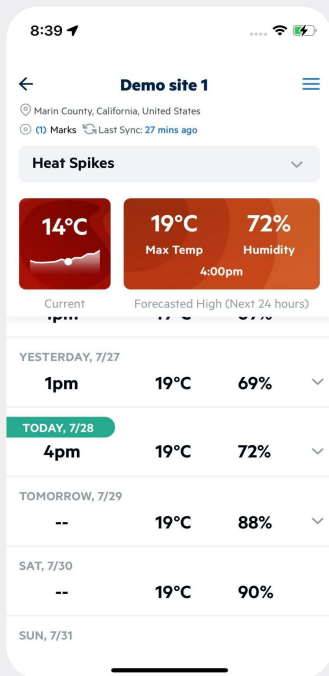 8:39
Demo site 1
Marin County, California, United States
(1) Marks Last Sync: 27 mins ago
Heat Spikes
14°C
19°C 72%
Max Temp Humidity
4:00pm
Current Forecasted High (Next 24 hours)
YESTERDAY, 7/27
1pm 19°C 69%
TODAY, 7/28
4pm 19°C 72%
TOMORROW, 7/29
-- 19°C 88%
SAT, 7/30
-- 19°C 90%
SUN, 7/31